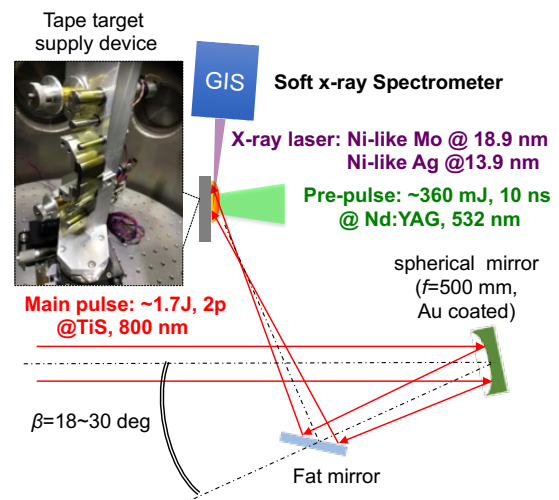 Tape target
supply device
GIS
Soft x-ray Spectrometer
X-ray laser: Ni-like Mo @ 18.9 nm
Ni-like Ag @13.9 nm
Pre-pulse: ~360 mJ, 10 ns
@ Nd:YAG, 532 nm
spherical mirror
(f=500 mm,
Au coated)
Main pulse: ~1.7J, 2p
@TiS, 800 nm
β=18~30 deg
Fat mirror